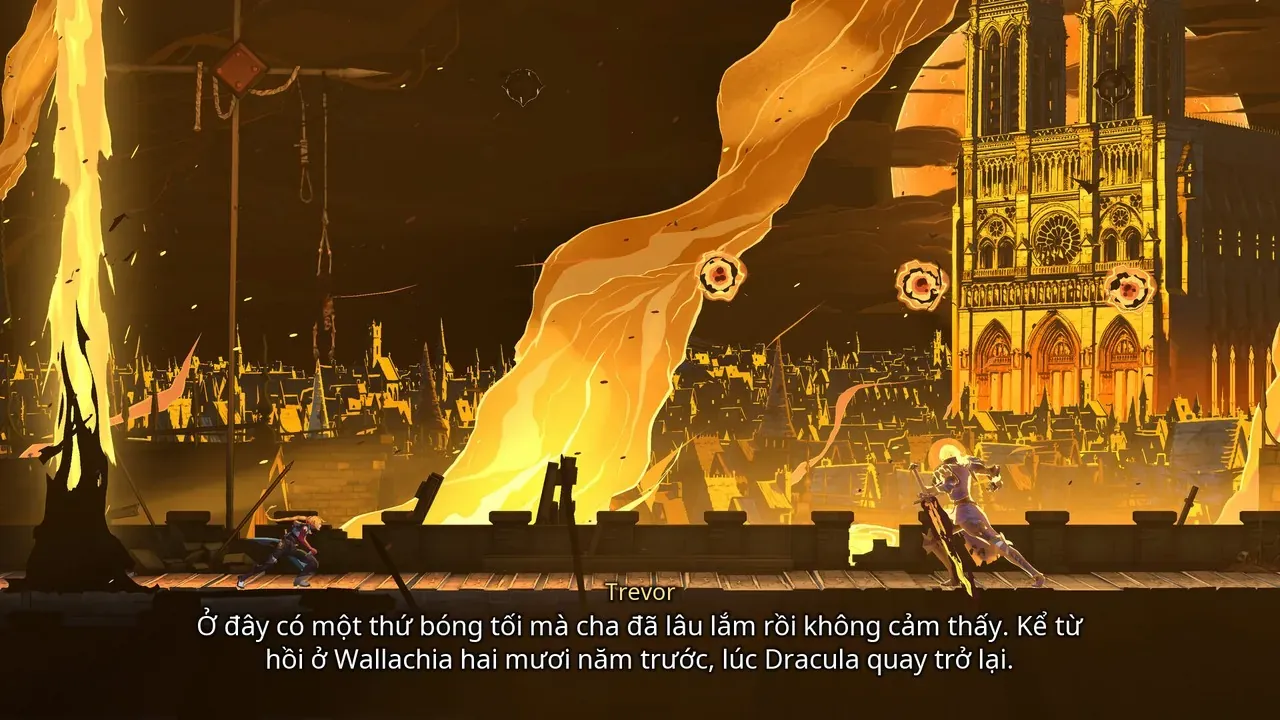 Trevor
Ở đây có một thứ bóng tối mà cha đã lâu lắm rồi không cảm thấy. Kể từ
hồi ở Wallachia hai mươi năm trước, lúc Dracula quay trở lại.